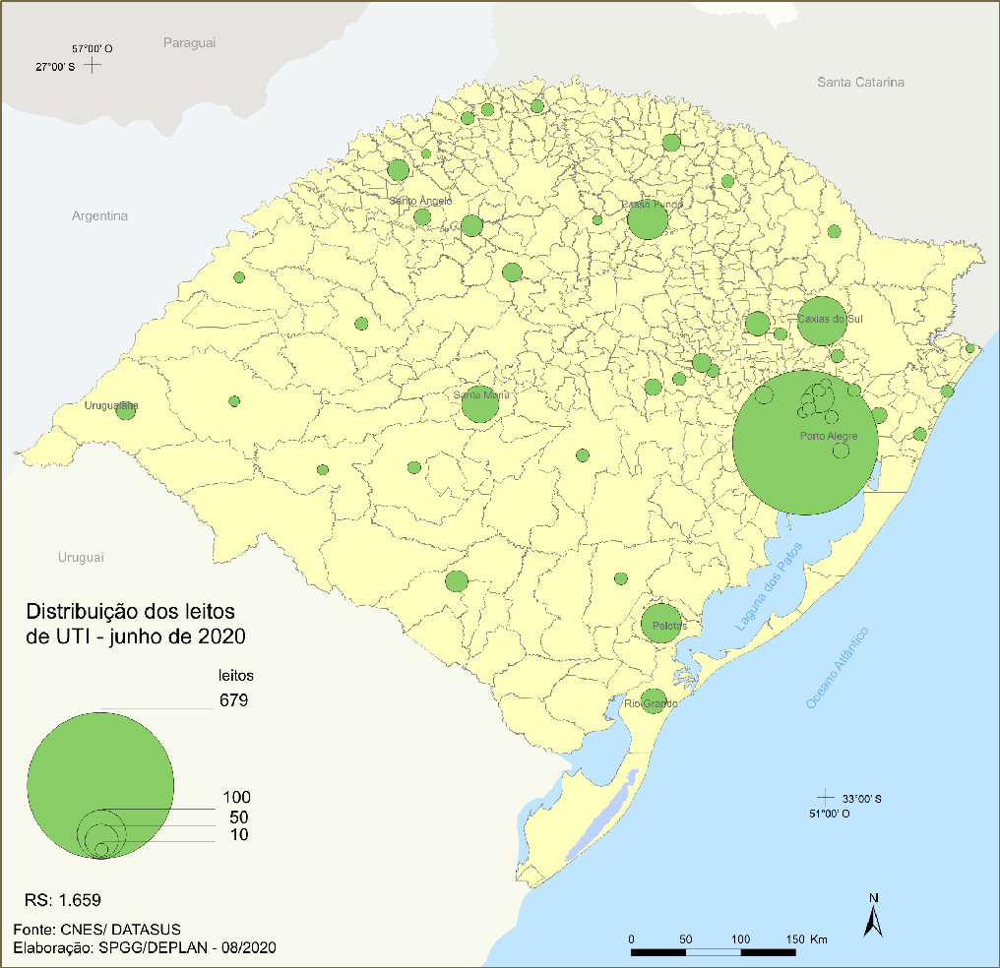 57°00' O
27°00' S
Paraguai
Santa Catarina
Argentina
Santo Ângelo
Passo Fundo
Caxias do Sul
Uruguaiana
Santa Maria
Porto Alegre
Uruguai
Laguna dos Patos
Pelotas
Rio Grande
Oceano Atlântico
Distribuição dos leitos
de UTI - junho de 2020
leitos
679
100
50
10
33°00' S
51°00' O
RS: 1.659
Fonte: CNES/ DATASUS
Elaboração: SPGG/DEPLAN - 08/2020
N
0 50 100 150 Km